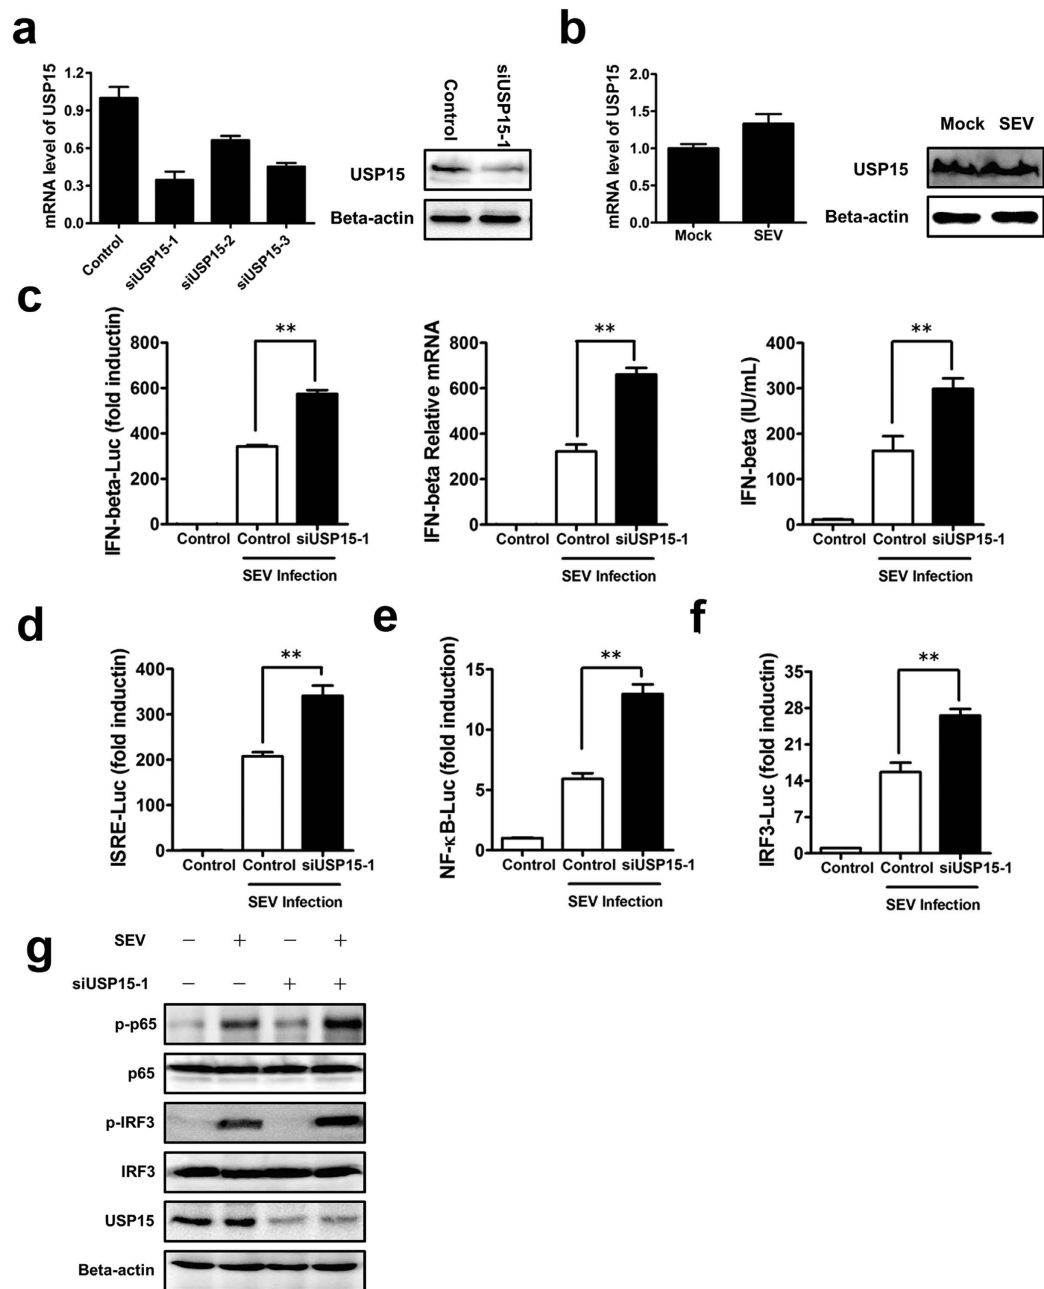 a
mRNA level of USP15
1.2
0.9
0.6
0.3
0.0
Control
siUSP15-1
siUSP15-2
siUSP15-3
Control
siUSP15-1
USP15
Beta-actin
b
mRNA level of USP15
2.0
1.5
1.0
0.5
0.0
Mock
SEV
Mock SEV
USP15
Beta-actin
c
IFN-beta-Luc (fold inductin)
800
600
400
200
0
**
Control Control siUSP15-1
SEV Infection
IFN-beta Relative mRNA
800
600
400
200
0
**
Control Control siUSP15-1
SEV Infection
IFN-beta (IU/mL)
400
300
200
100
0
**
Control Control siUSP15-1
SEV Infection
d
ISRE-Luc (fold inductin)
400
300
200
100
0
**
Control Control siUSP15-1
SEV Infection
e
NF-κB-Luc (fold induction)
15
10
5
0
**
Control Control siUSP15-1
SEV Infection
f
IRF3-Luc (fold inductin)
35
28
21
14
7
0
**
Control Control siUSP15-1
SEV Infection
g
SEV − + − +
siUSP15-1 − − + +
p-p65
p65
p-IRF3
IRF3
USP15
Beta-actin